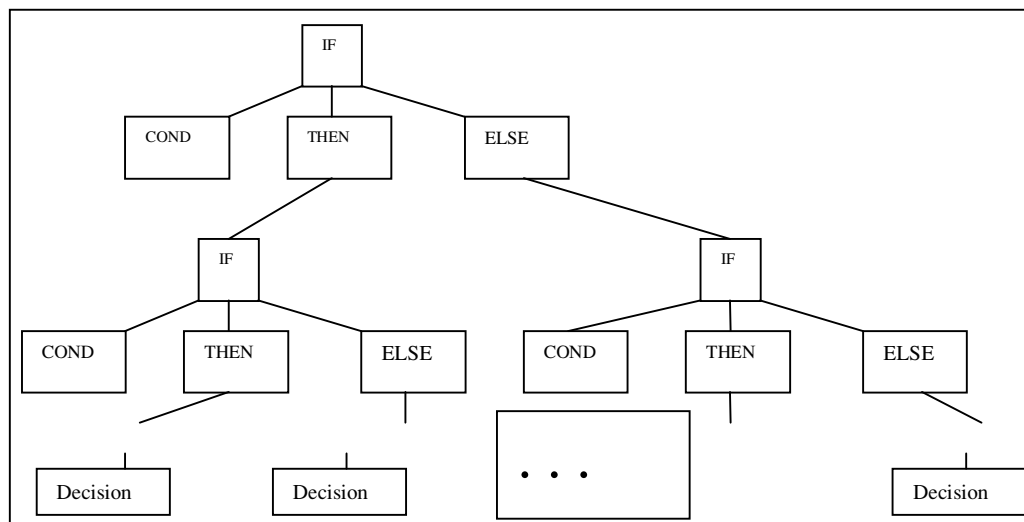 IF
COND THEN ELSE
IF IF
COND THEN ELSE COND THEN ELSE
. . .
Decision Decision Decision